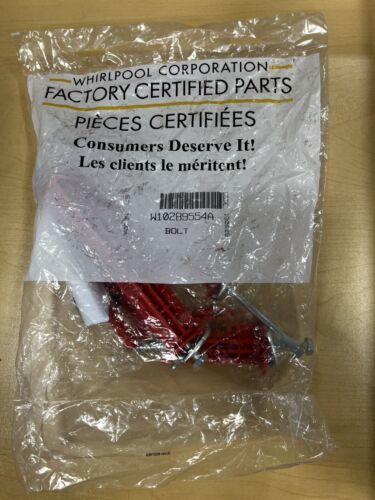 WHIRLPOOL CORPORATION
FACTORY CERTIFIED PARTS
PIÈCES CERTIFIÉES
Consumers Deserve It!
Les clients le méritent!
W10289554A
BOLT